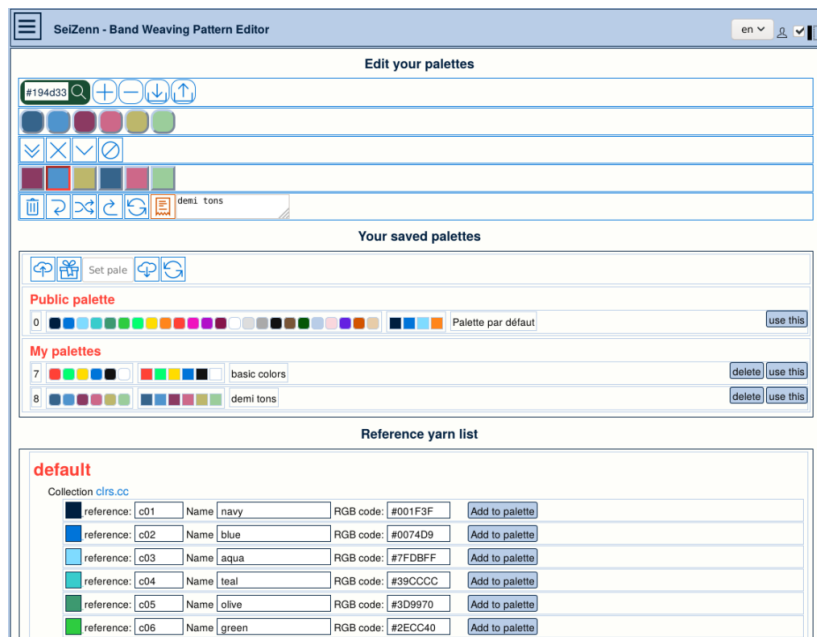 SeiZenn - Band Weaving Pattern Editor
en
Edit your palettes
#194d33
demi tons
Your saved palettes
Set pale
Public palette
0 Palette par défaut use this
My palettes
7 basic colors delete use this
8 demi tons delete use this
Reference yarn list
default
Collection clrs.cc
reference: c01 Name navy RGB code: #001F3F Add to palette
reference: c02 Name blue RGB code: #0074D9 Add to palette
reference: c03 Name aqua RGB code: #7FDBFF Add to palette
reference: c04 Name teal RGB code: #39CCCC Add to palette
reference: c05 Name olive RGB code: #3D9970 Add to palette
reference: c06 Name green RGB code: #2ECC40 Add to palette